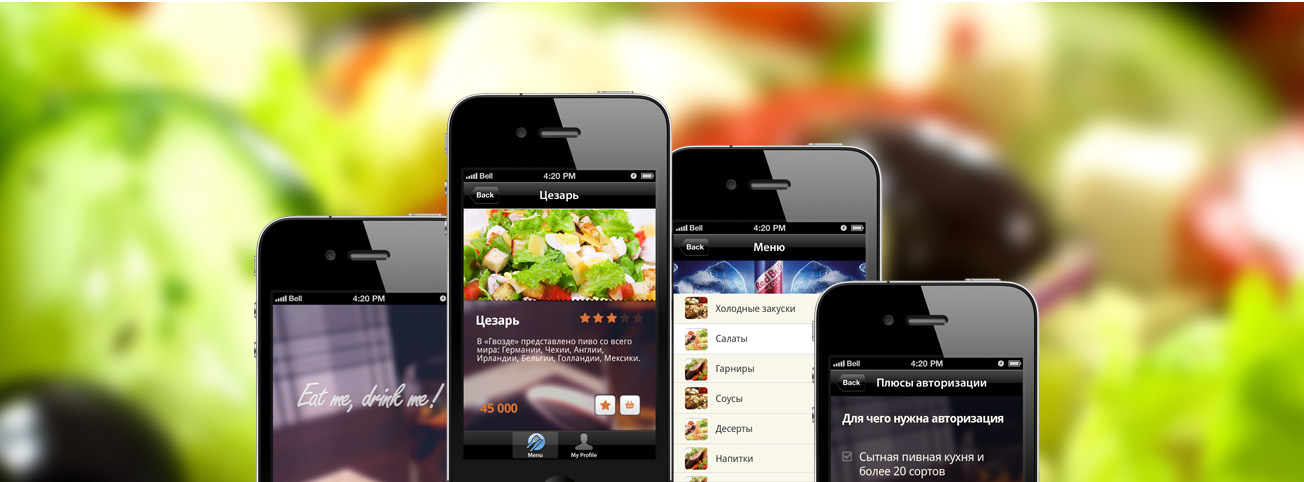 Bell 4:20 PM
Eat me, drink me!
Bell 4:20 PM
Back Цезарь
Цезарь
В «Гвозде» представлено пиво со всего
мира: Германии, Чехии, Англии,
Ирландии, Бельгии, Голландии, Мексики.
45 000
Menu My Profile
Bell 4:20 PM
Back Меню
RedBull
Холодные закуски
Салаты
Гарниры
Соусы
Десерты
Напитки
Bell 4:20 PM
Back Плюсы авторизации
Для чего нужна авторизация
Сытная пивная кухня и
более 20 сортов